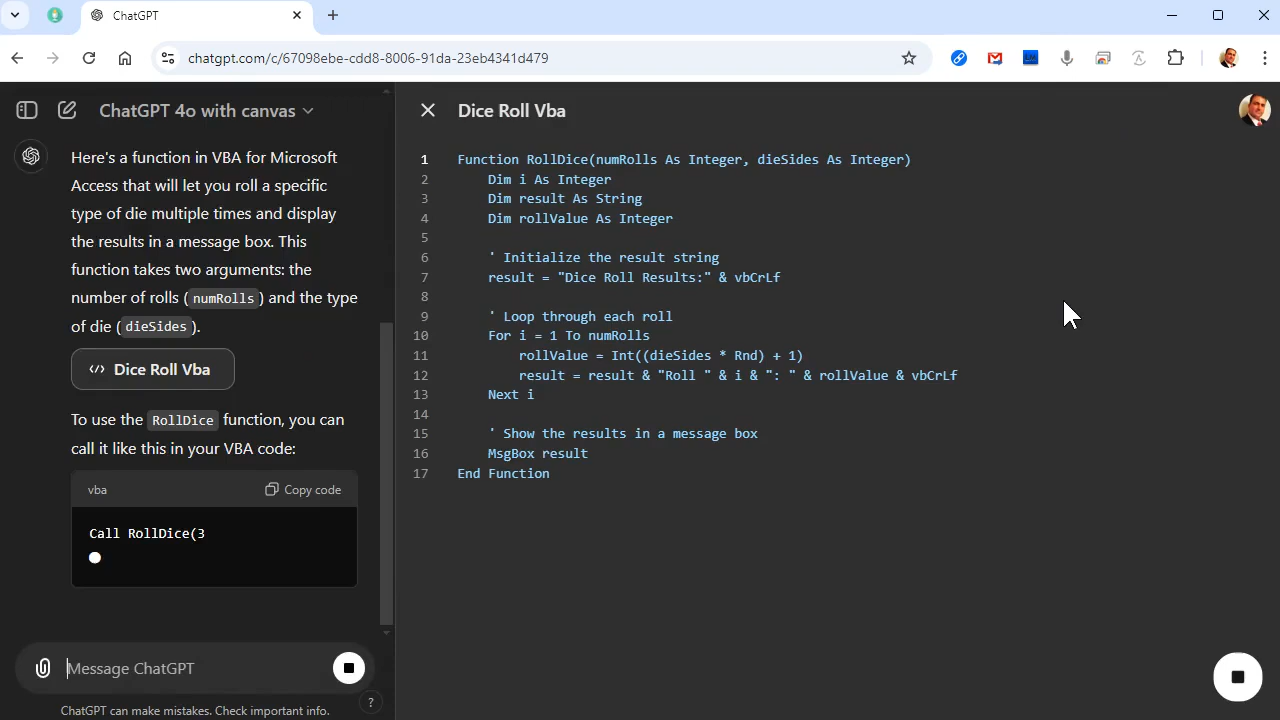 ChatGPT
chatgpt.com/c/67098ebe-cdd8-8006-91da-23eb4341d479
ChatGPT 4o with canvas
Here's a function in VBA for Microsoft
Access that will let you roll a specific
type of die multiple times and display
the results in a message box. This
function takes two arguments: the
number of rolls (numRolls) and the type
of die (dieSides).
Dice Roll Vba
To use the RollDice function, you can
call it like this in your VBA code:
vba Copy code
Call RollDice(3
Message ChatGPT
ChatGPT can make mistakes. Check important info.
?
Dice Roll Vba
1 Function RollDice(numRolls As Integer, dieSides As Integer)
2 Dim i As Integer
3 Dim result As String
4 Dim rollValue As Integer
5
6 ' Initialize the result string
7 result = "Dice Roll Results:" & vbCrLf
8
9 ' Loop through each roll
10 For i = 1 To numRolls
11 rollValue = Int((dieSides * Rnd) + 1)
12 result = result & "Roll " & i & ": " & rollValue & vbCrLf
13 Next i
14
15 ' Show the results in a message box
16 MsgBox result
17 End Function